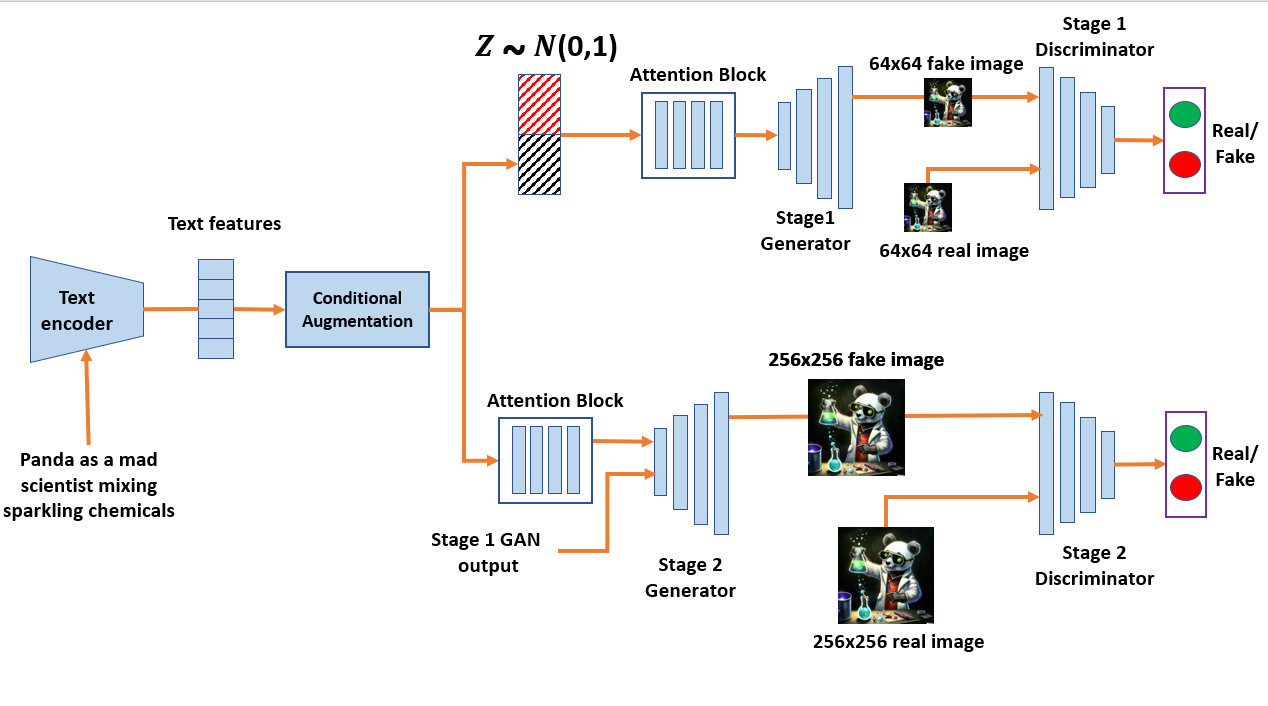 Z ~ N(0,1)
Attention Block
64x64 fake image
Stage 1
Discriminator
Real/
Fake
Stage1
Generator
64x64 real image
Text features
Text
encoder
Conditional
Augmentation
Panda as a mad
scientist mixing
sparkling chemicals
Attention Block
256x256 fake image
Stage 1 GAN
output
Stage 2
Generator
256x256 real image
Stage 2
Discriminator
Real/
Fake